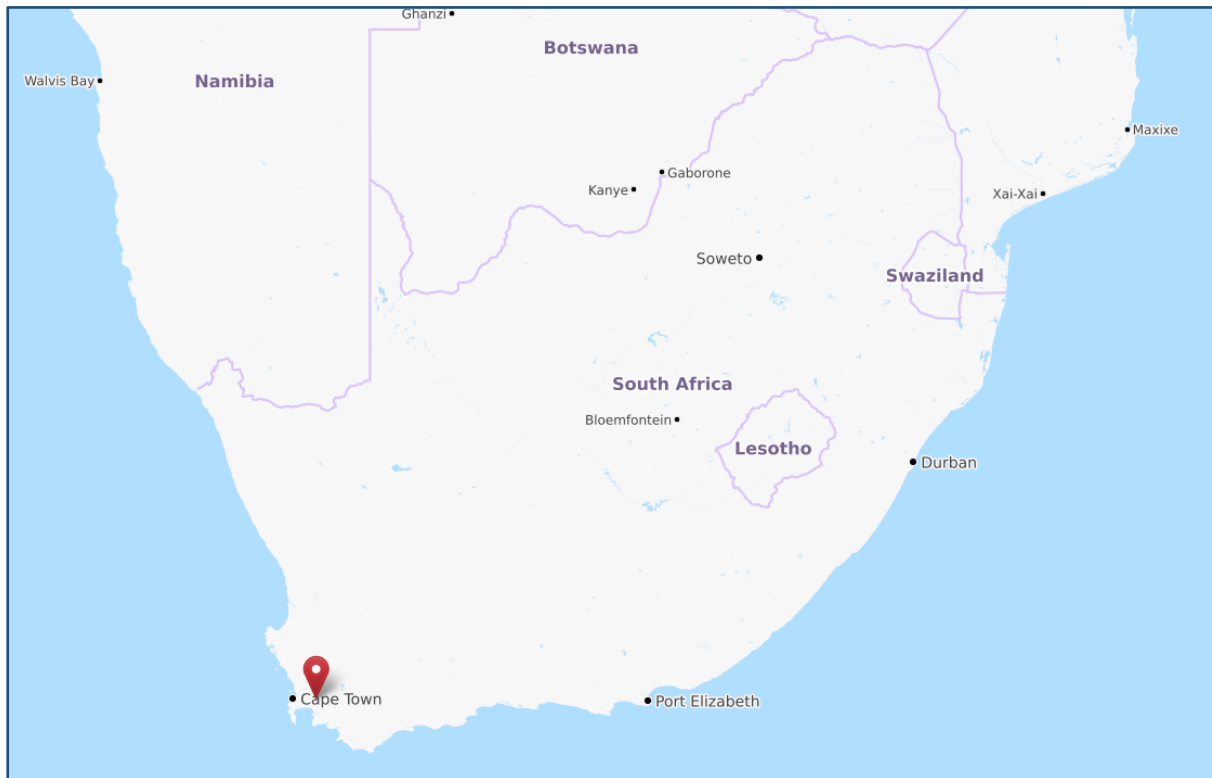 Ghanzi
Botswana
Walvis Bay
Namibia
Maxixe
Gaborone
Kanye
Xai-Xai
Soweto
Swaziland
South Africa
Bloemfontein
Lesotho
Durban
Cape Town
Port Elizabeth